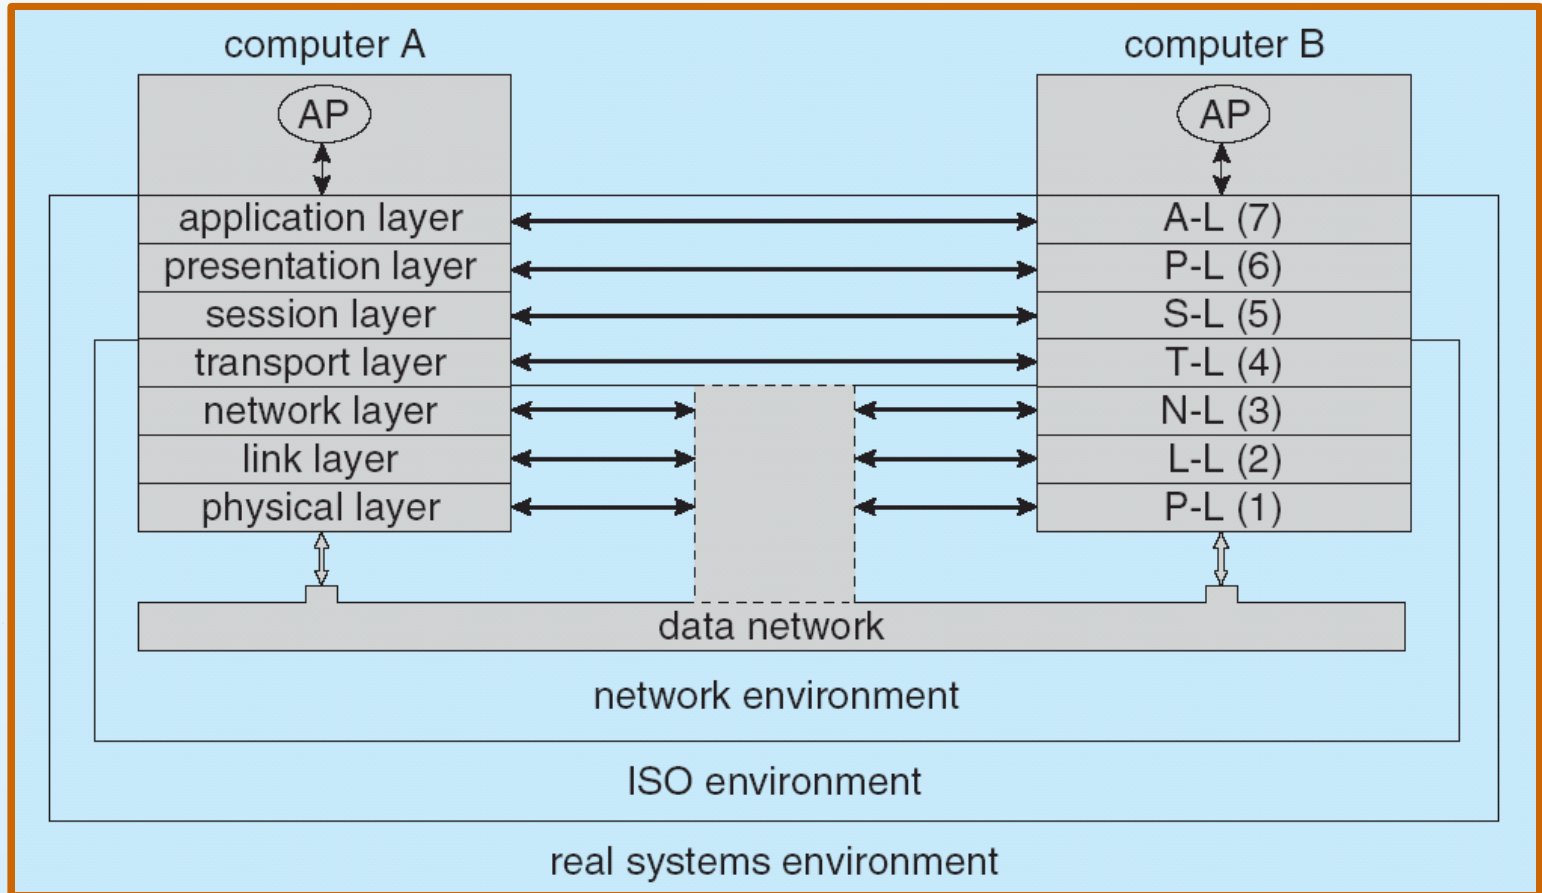 computer A
computer B
AP
AP
application layer
A-L (7)
presentation layer
P-L (6)
session layer
S-L (5)
transport layer
T-L (4)
network layer
N-L (3)
link layer
L-L (2)
physical layer
P-L (1)
data network
network environment
ISO environment
real systems environment